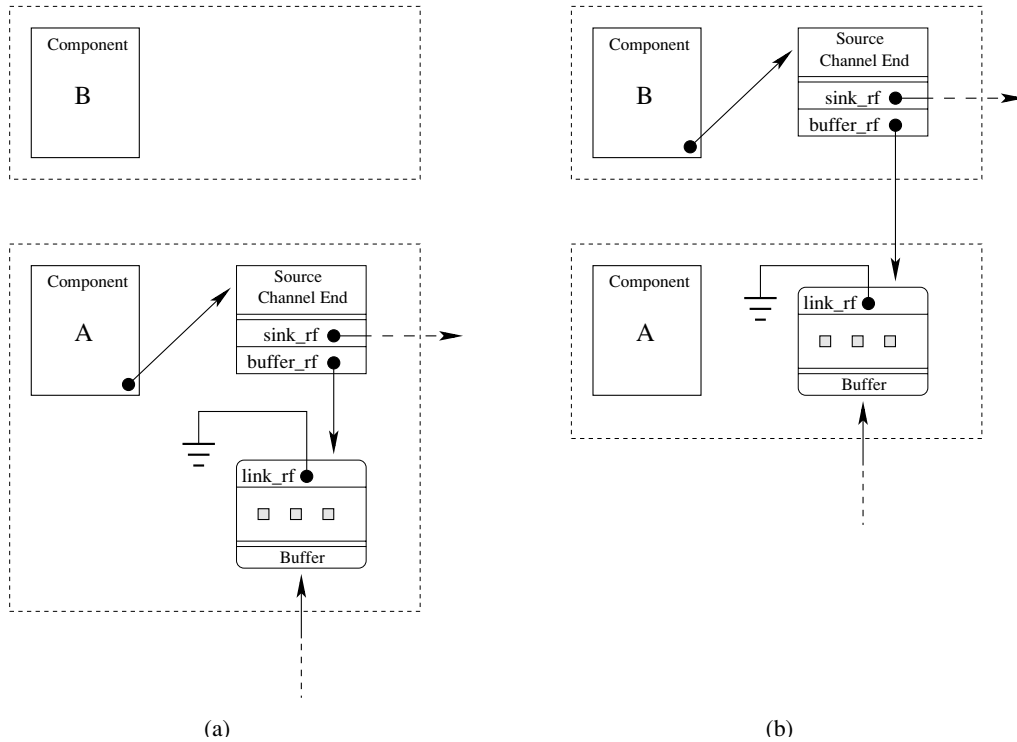 Component
B
Component
A
Source
Channel End
sink_rf
buffer_rf
link_rf
Buffer
(a)
Component
B
Source
Channel End
sink_rf
buffer_rf
Component
A
link_rf
Buffer
(b)